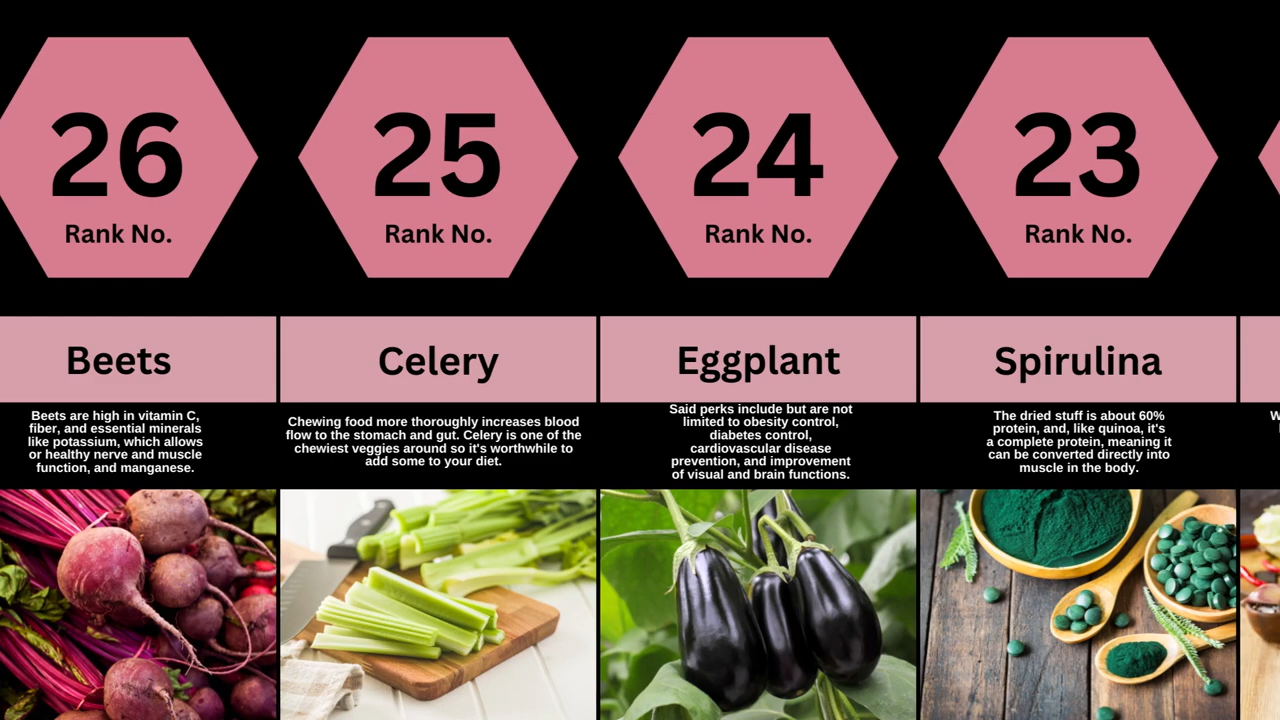 26
Rank No.
25
Rank No.
24
Rank No.
23
Rank No.
Beets
Celery
Eggplant
Spirulina
Beets are high in vitamin C,
fiber, and essential minerals
like potassium, which allows
or healthy nerve and muscle
function, and manganese.
Chewing food more thoroughly increases blood
flow to the stomach and gut. Celery is one of the
chewiest veggies around so it's worthwhile to
add some to your diet.
Said perks include but are not
limited to obesity control,
diabetes control,
cardiovascular disease
prevention, and improvement
of visual and brain functions.
The dried stuff is about 60%
protein, and, like quinoa, it's
a complete protein, meaning it
can be converted directly into
muscle in the body.